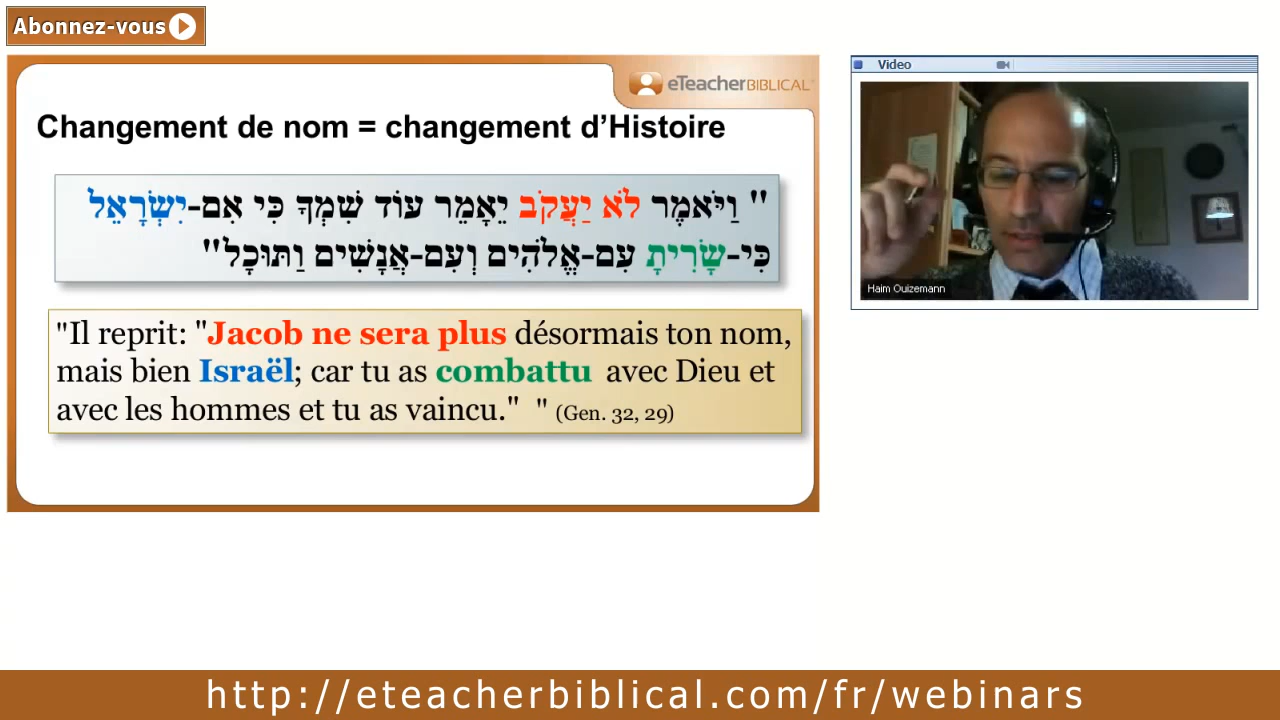 Abonnez-vous
eTeacherBIBLICAL
Changement de nom = changement d’Histoire
" וַיֹּאמֶר לֹא יַעֲקֹב יֵאָמֵר עוֹד שִׁמְךָ כִּי אִם-יִשְׂרָאֵל
כִּי-שָׂרִיתָ עִם-אֱלֹהִים וְעִם-אֲנָשִׁים וַתּוּכָל"
"Il reprit: "Jacob ne sera plus désormais ton nom,
mais bien Israël; car tu as combattu avec Dieu et
avec les hommes et tu as vaincu." " (Gen. 32, 29)
Video
Haim Ouizemann
http://eteacherbiblical.com/fr/webinars